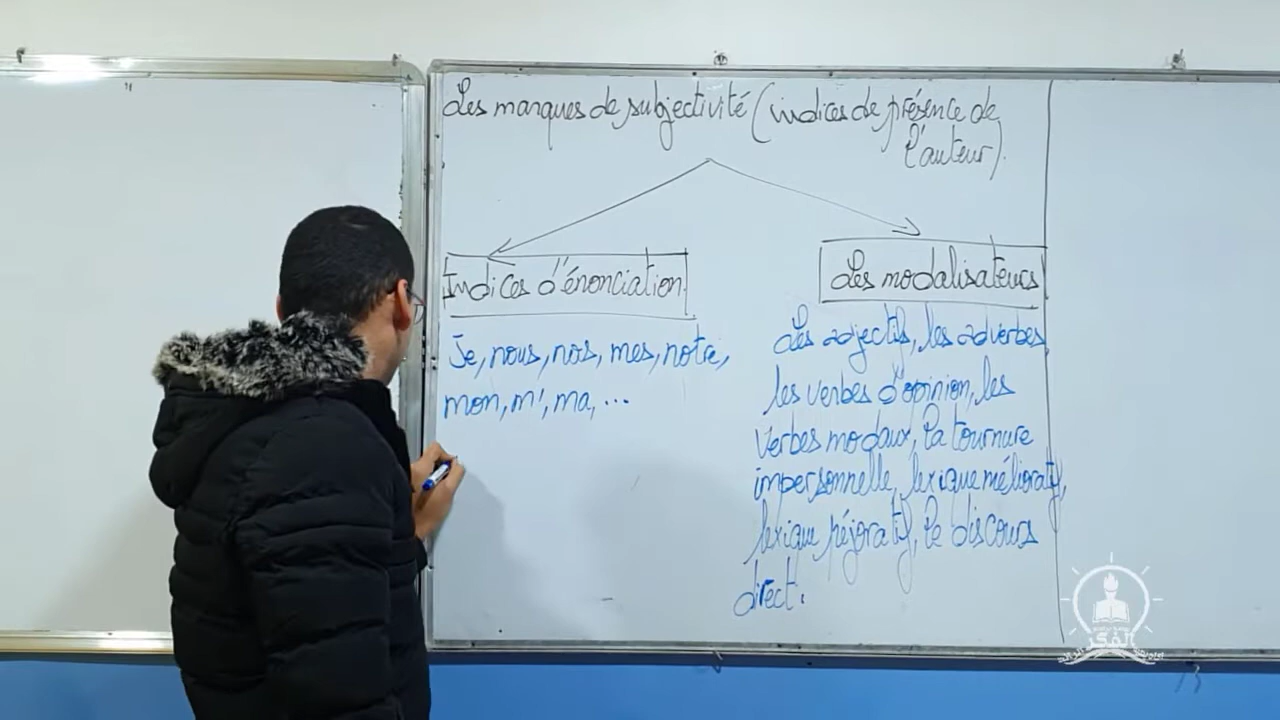 Les marques de subjectivité (indices de présence de
l'auteur).
Indices d'énonciation
Je, nous, nos, mes, notre,
mon, m', ma, ...
Les modalisateurs
Les adjectifs, les adverbes
les verbes d'opinion, les
verbes modaux, la tournure
impersonnelle, lexique mélioratif,
lexique péjoratif, le discours
direct.
الفكر